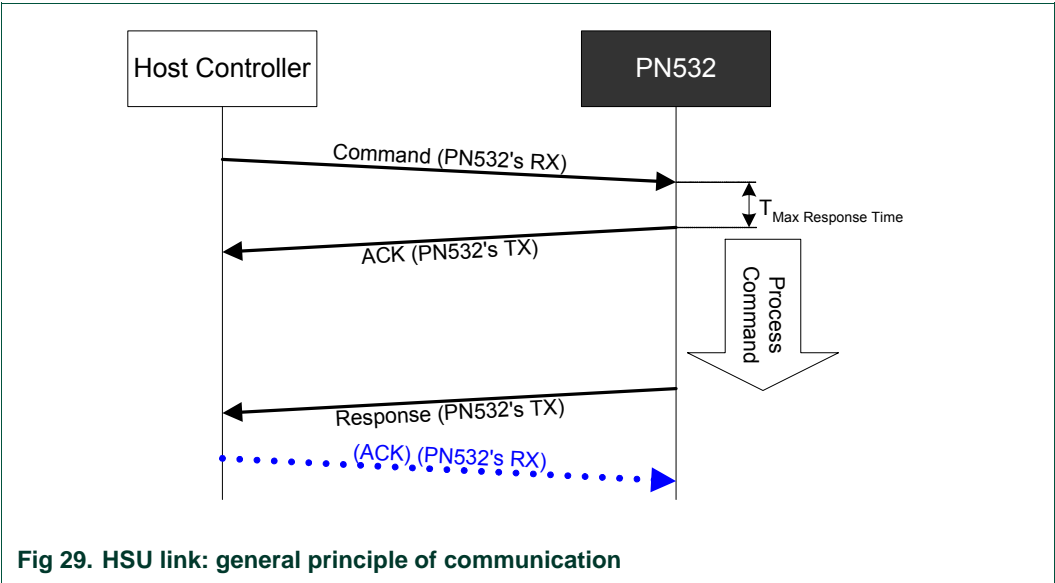 Host Controller
PN532
Command (PN532's RX)
T Max Response Time
ACK (PN532's TX)
Process
Command
Response (PN532's TX)
(ACK) (PN532's RX)
Fig 29. HSU link: general principle of communication